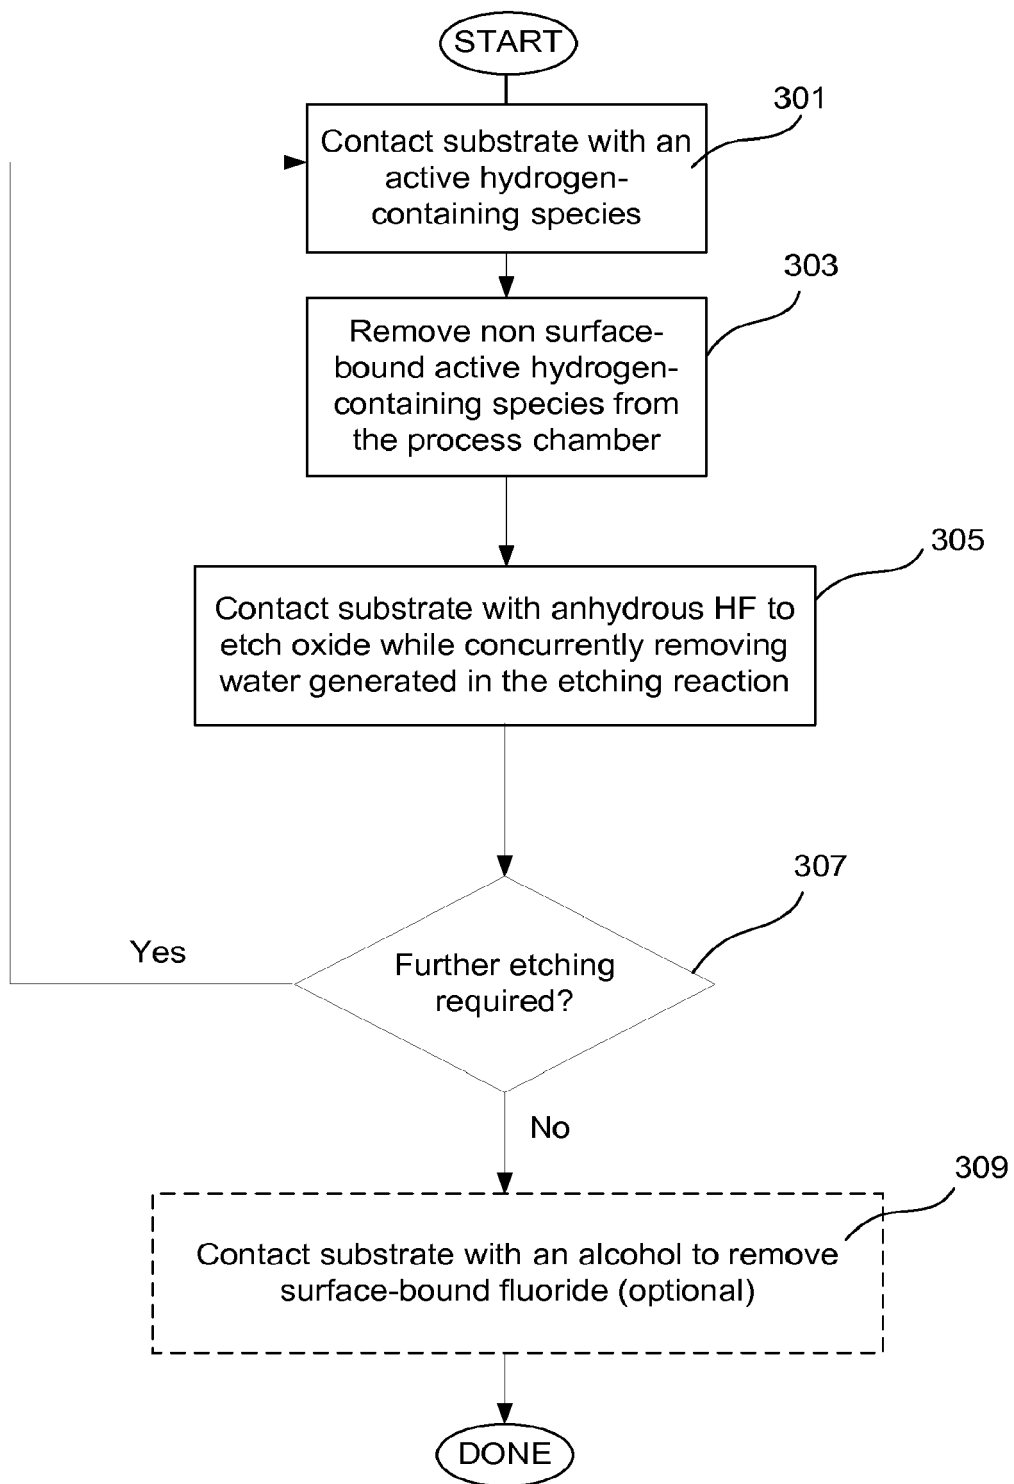 START
301
Contact substrate with an
active hydrogen-
containing species
303
Remove non surface-
bound active hydrogen-
containing species from
the process chamber
305
Contact substrate with anhydrous HF to
etch oxide while concurrently removing
water generated in the etching reaction
307
Yes
Further etching
required?
No
309
Contact substrate with an alcohol to remove
surface-bound fluoride (optional)
DONE